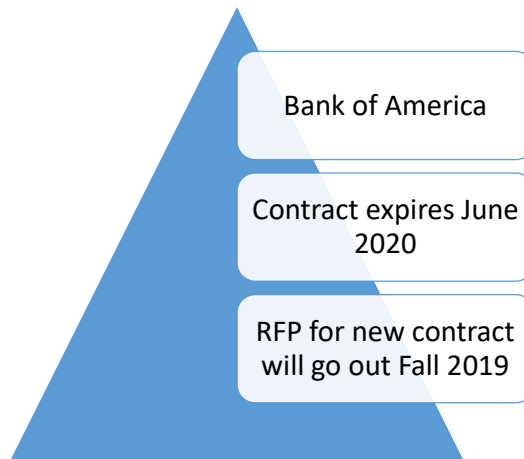 Bank of America
Contract expires June
2020
RFP for new contract
will go out Fall 2019